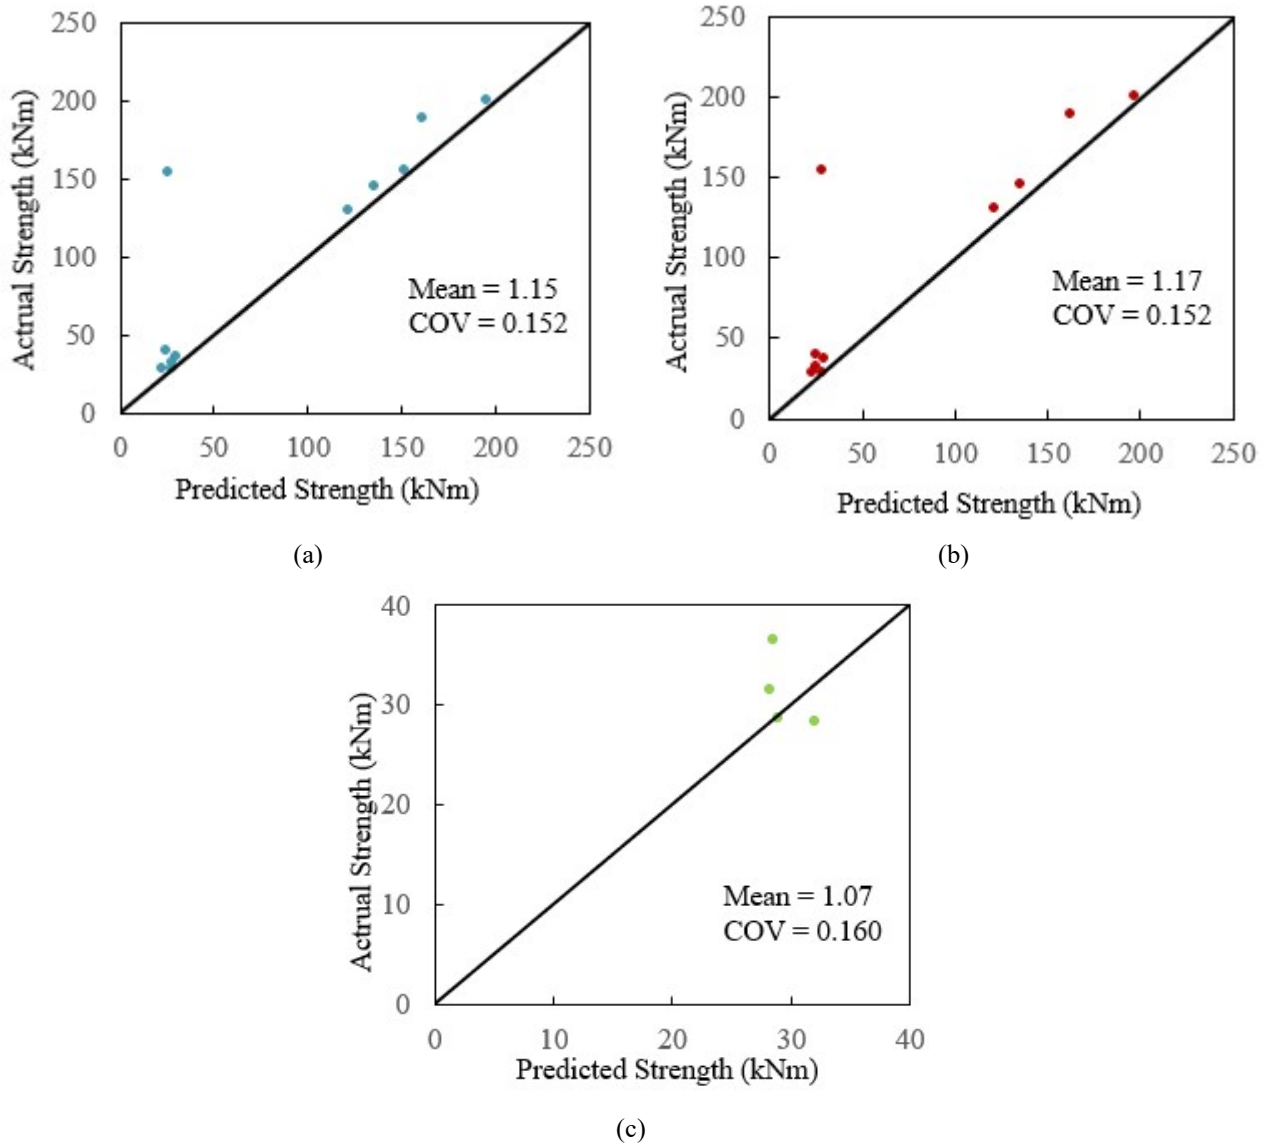 250
200
150
100
50
0
0 50 100 150 200 250
Actrual Strength (kNm)
Predicted Strength (kNm)
Mean = 1.15
COV = 0.152
(a)
250
200
150
100
50
0
0 50 100 150 200 250
Actrual Strength (kNm)
Predicted Strength (kNm)
Mean = 1.17
COV = 0.152
(b)
40
30
20
10
0
0 10 20 30 40
Actrual Strength (kNm)
Predicted Strength (kNm)
Mean = 1.07
COV = 0.160
(c)